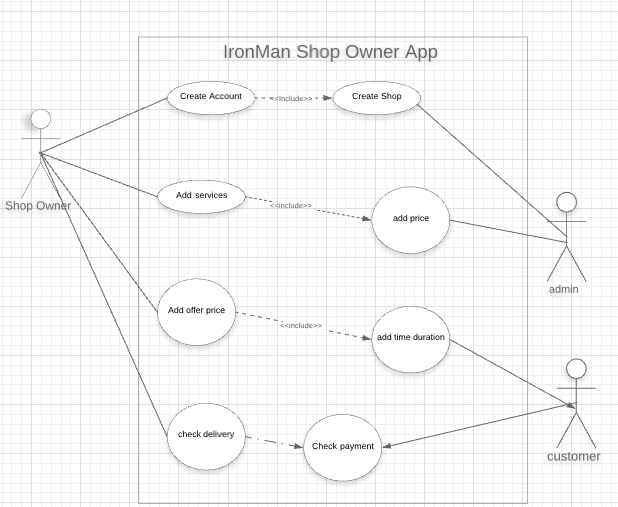 IronMan Shop Owner App
Create Account
<<Include>>
Create Shop
Shop Owner
Add services
<<include>>
add price
admin
Add offer price
<<include>>
add time duration
customer
check delivery
Check payment